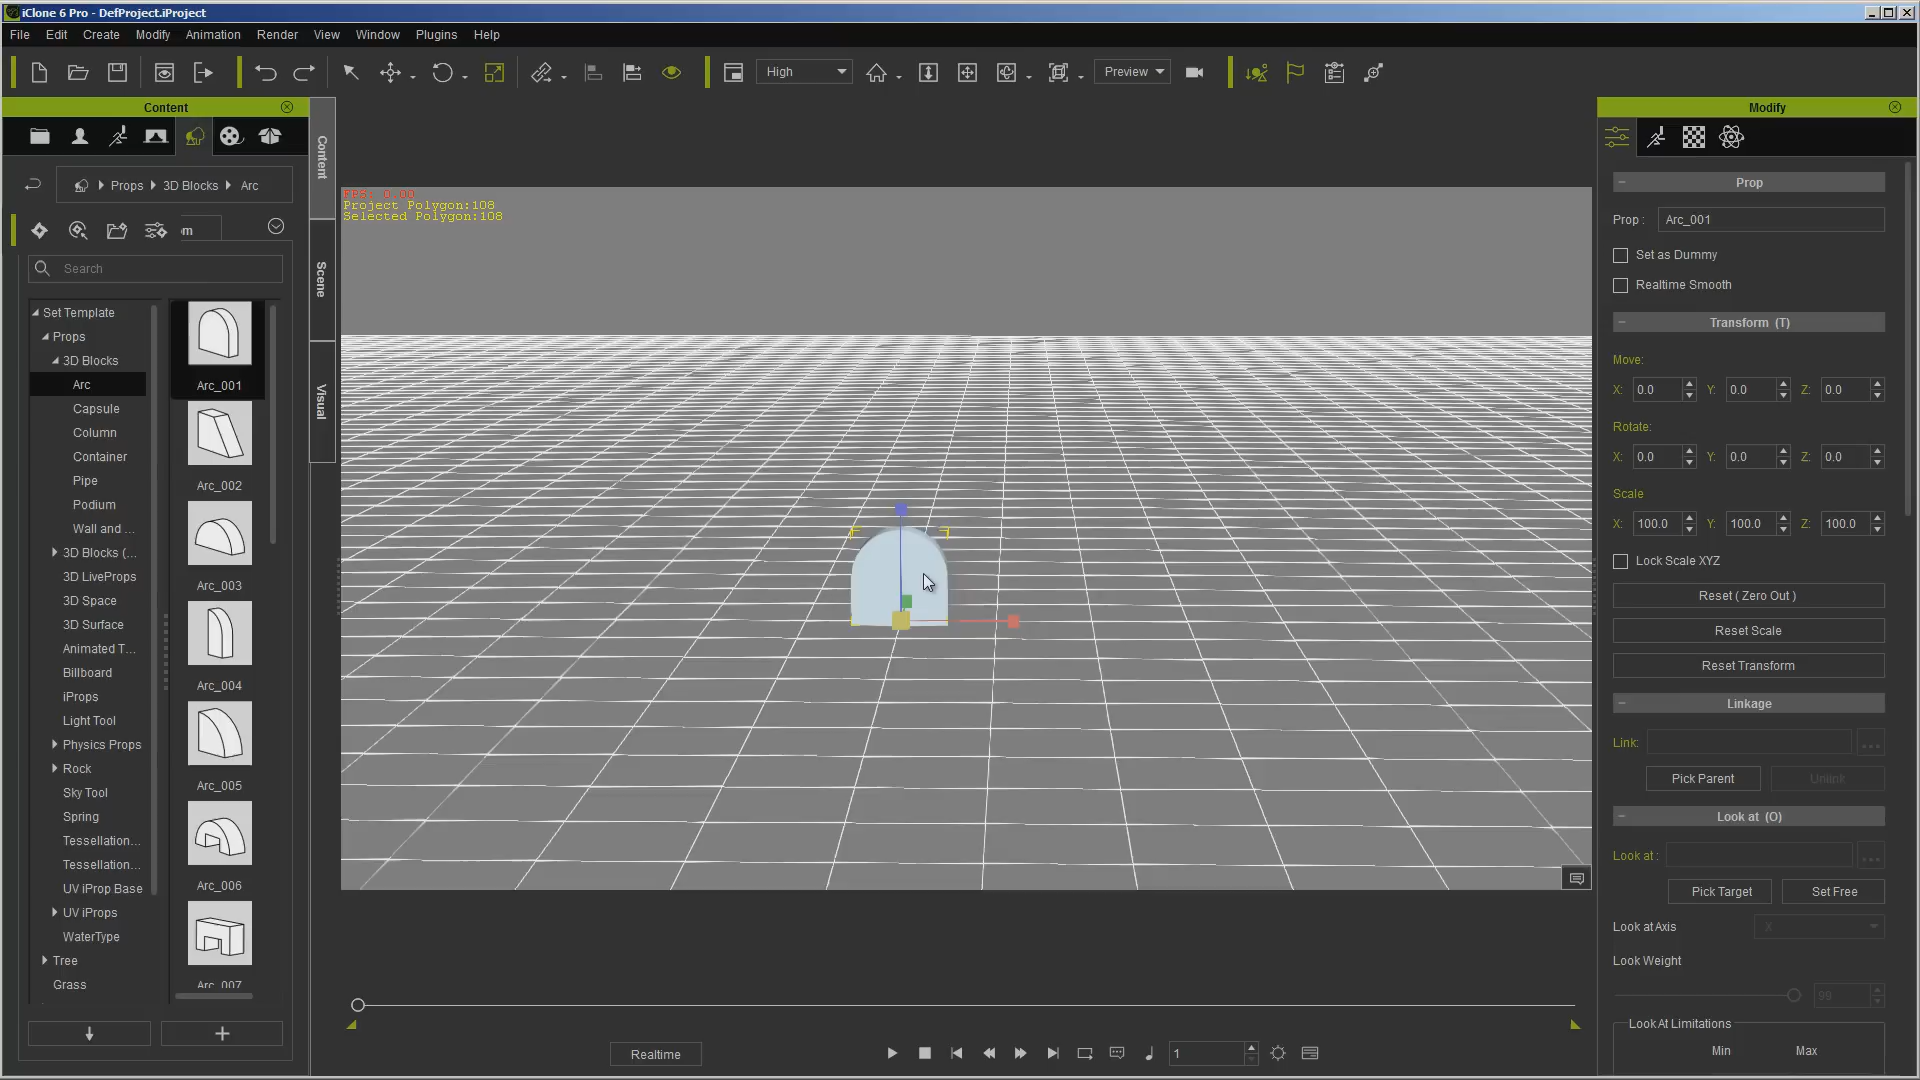 iClone 6 Pro - DefProject.iProject
File Edit Create Modify Animation Render View Window Plugins Help
High
Preview
Content
Props 3D Blocks Arc
Search
Set Template
Props
3D Blocks
Arc
Capsule
Column
Container
Pipe
Podium
Wall and ...
3D Blocks (...
3D LiveProps
3D Space
3D Surface
Animated T...
Billboard
iProps
Light Tool
Physics Props
Rock
Sky Tool
Spring
Tessellation...
Tessellation...
UV iProp Base
UV iProps
WaterType
Tree
Grass
Arc_001
Arc_002
Arc_003
Arc_004
Arc_005
Arc_006
Arc_007
Content
Scene
Visual
FPS: 0.00
Project Polygon:108
Selected Polygon:108
Realtime
1
Modify
Prop
Prop : Arc_001
Set as Dummy
Realtime Smooth
Transform (T)
Move:
X: 0.0 Y: 0.0 Z: 0.0
Rotate:
X: 0.0 Y: 0.0 Z: 0.0
Scale
X: 100.0 Y: 100.0 Z: 100.0
Lock Scale XYZ
Reset ( Zero Out )
Reset Scale
Reset Transform
Linkage
Link: ...
Pick Parent Unlink
Look at (O)
Look at : ...
Pick Target Set Free
Look at Axis X
Look Weight
99
Look At Limitations
Min Max